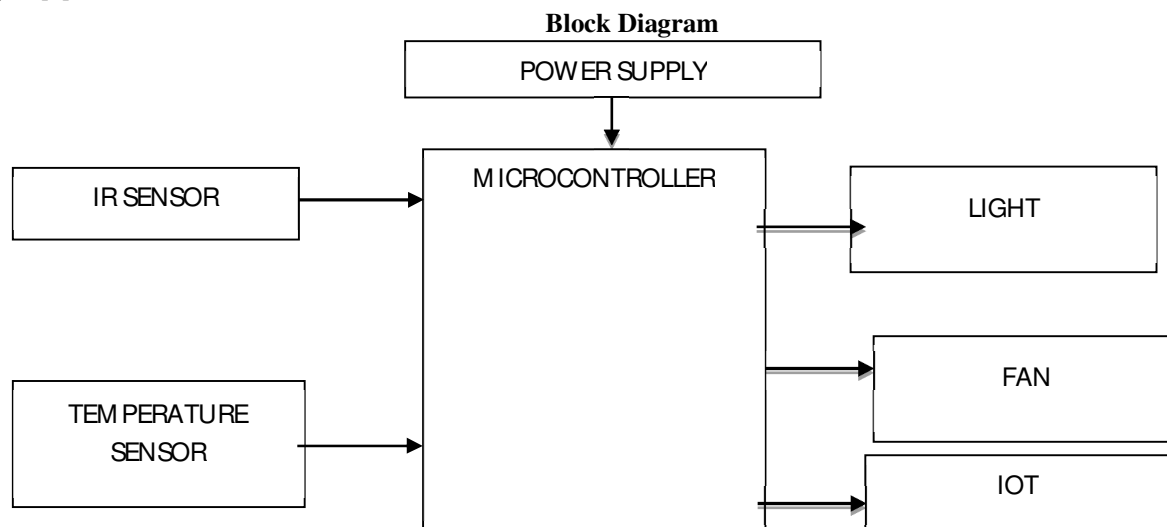 Block Diagram
POWER SUPPLY
MICROCONTROLLER
IR SENSOR
LIGHT
FAN
TEMPERATURE
SENSOR
IOT